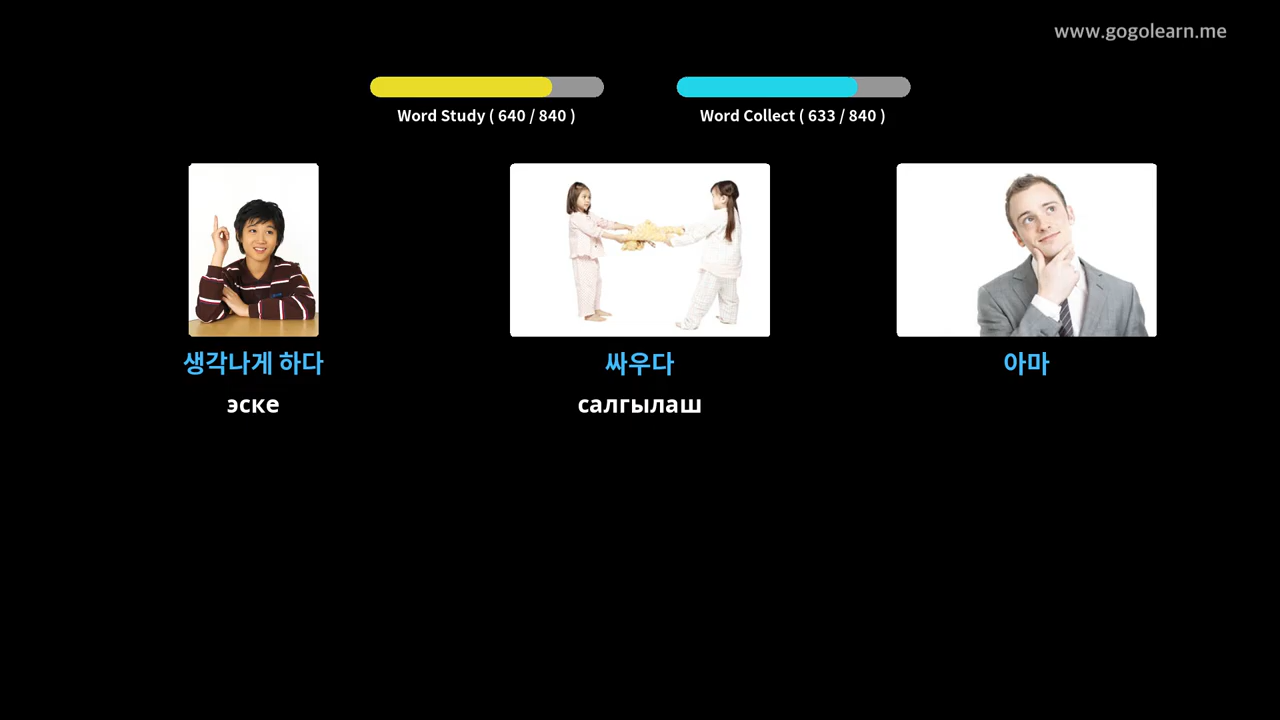 www.gogolearn.me
Word Study ( 640 / 840 )
Word Collect ( 633 / 840 )
생각나게 하다
싸우다
아마
эске
салгылаш